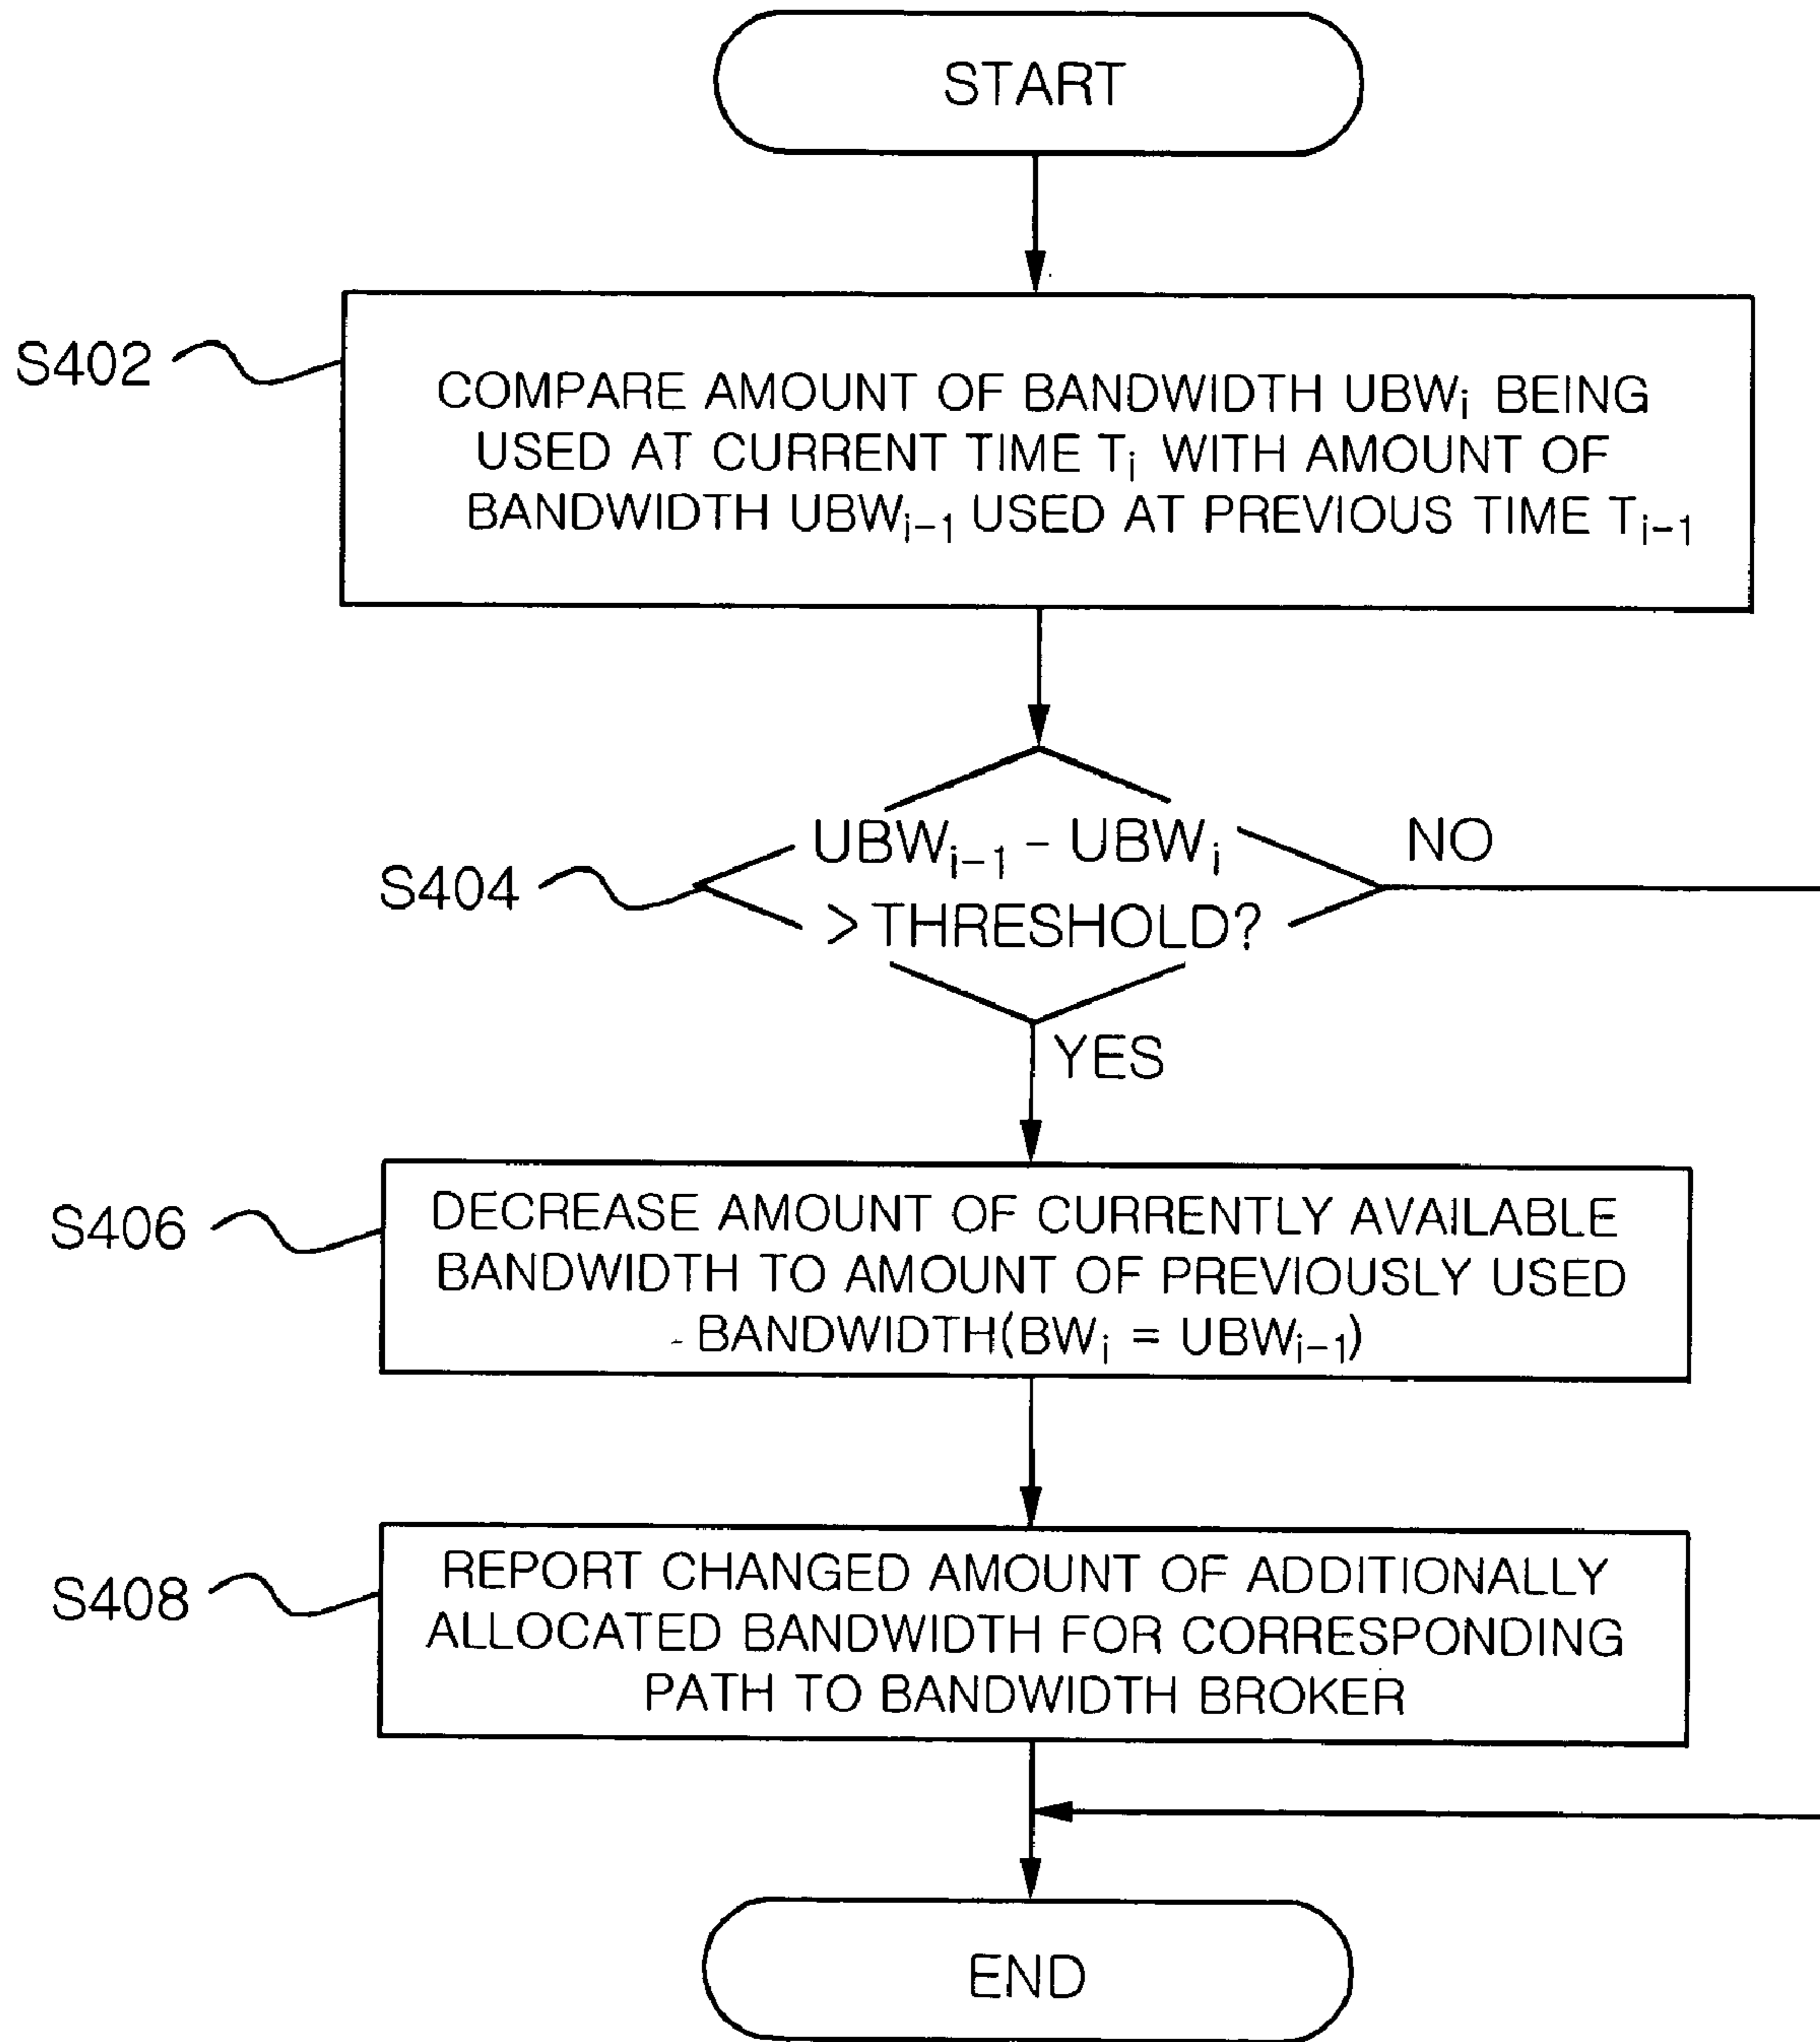 START
S402
COMPARE AMOUNT OF BANDWIDTH UBWi BEING
USED AT CURRENT TIME Ti WITH AMOUNT OF
BANDWIDTH UBWi-1 USED AT PREVIOUS TIME Ti-1
S404
UBWi-1 - UBWi
> THRESHOLD?
NO
YES
S406
DECREASE AMOUNT OF CURRENTLY AVAILABLE
BANDWIDTH TO AMOUNT OF PREVIOUSLY USED
BANDWIDTH(BWi = UBWi-1)
S408
REPORT CHANGED AMOUNT OF ADDITIONALLY
ALLOCATED BANDWIDTH FOR CORRESPONDING
PATH TO BANDWIDTH BROKER
END